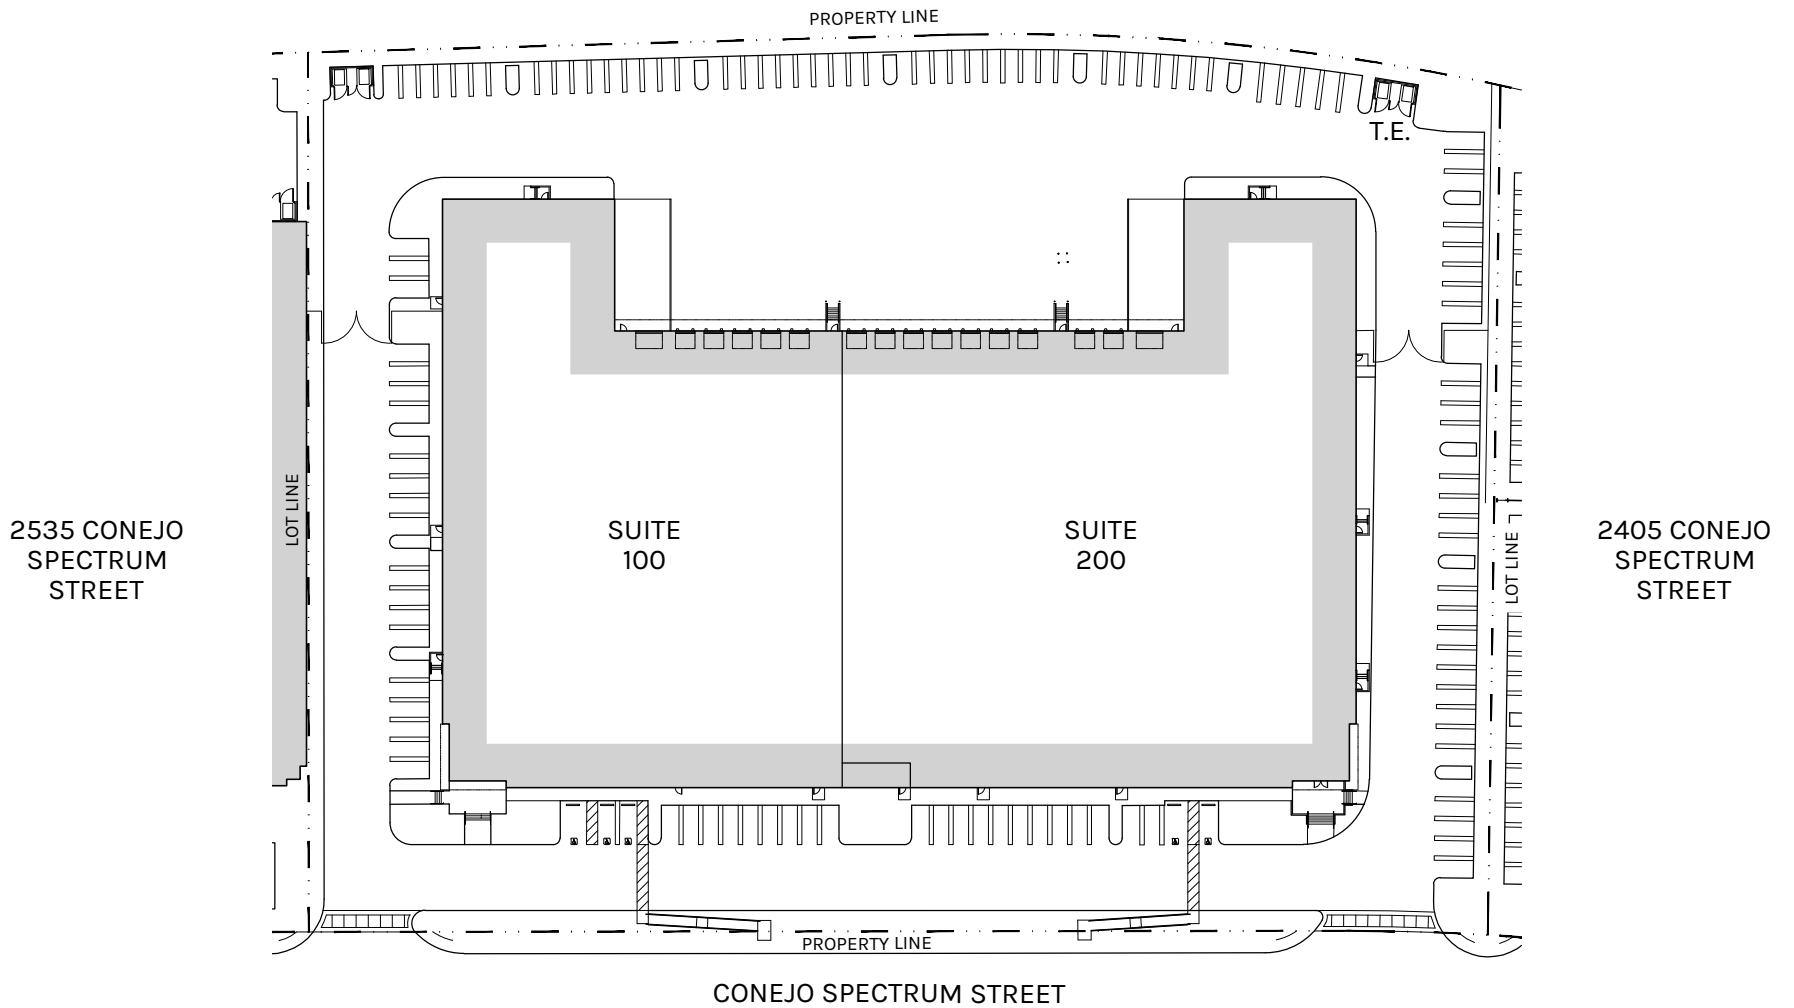 PROPERTY LINE
T.E.
LOT LINE
2535 CONEJO
SPECTRUM
STREET
SUITE
100
SUITE
200
LOT LINE
2405 CONEJO
SPECTRUM
STREET
PROPERTY LINE
CONEJO SPECTRUM STREET